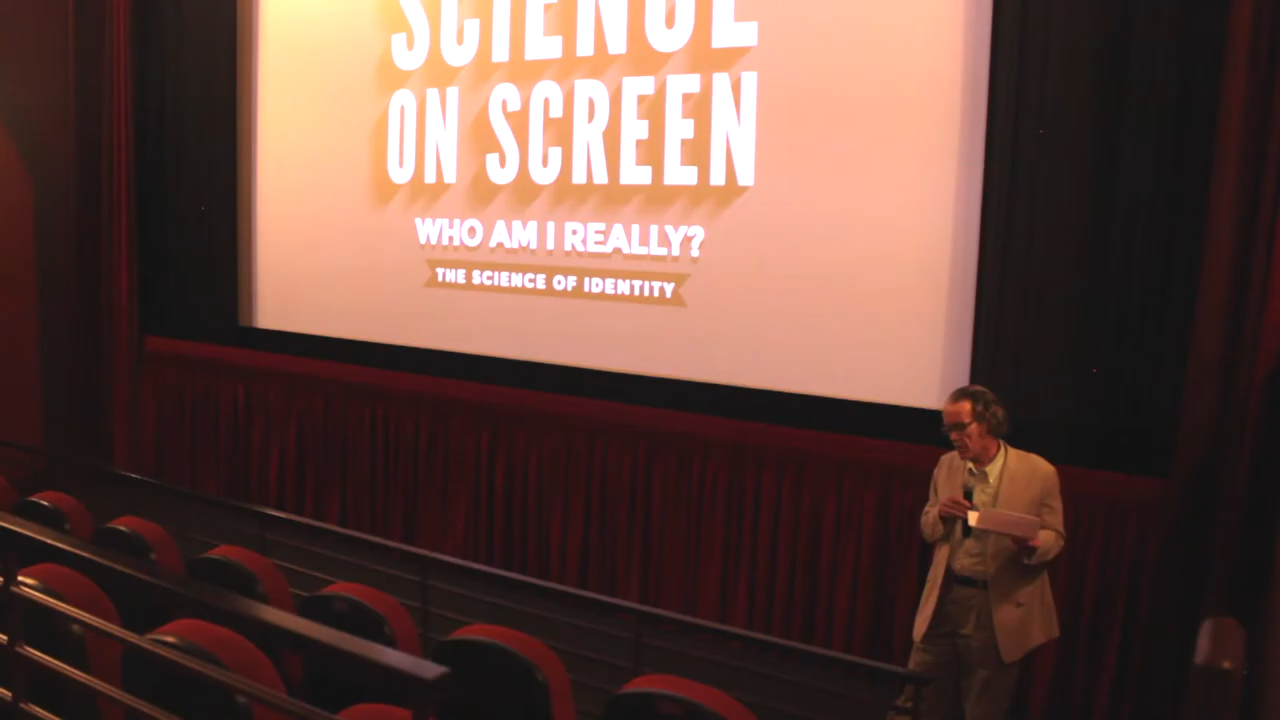 SCIENCE
ON SCREEN
WHO AM I REALLY?
THE SCIENCE OF IDENTITY